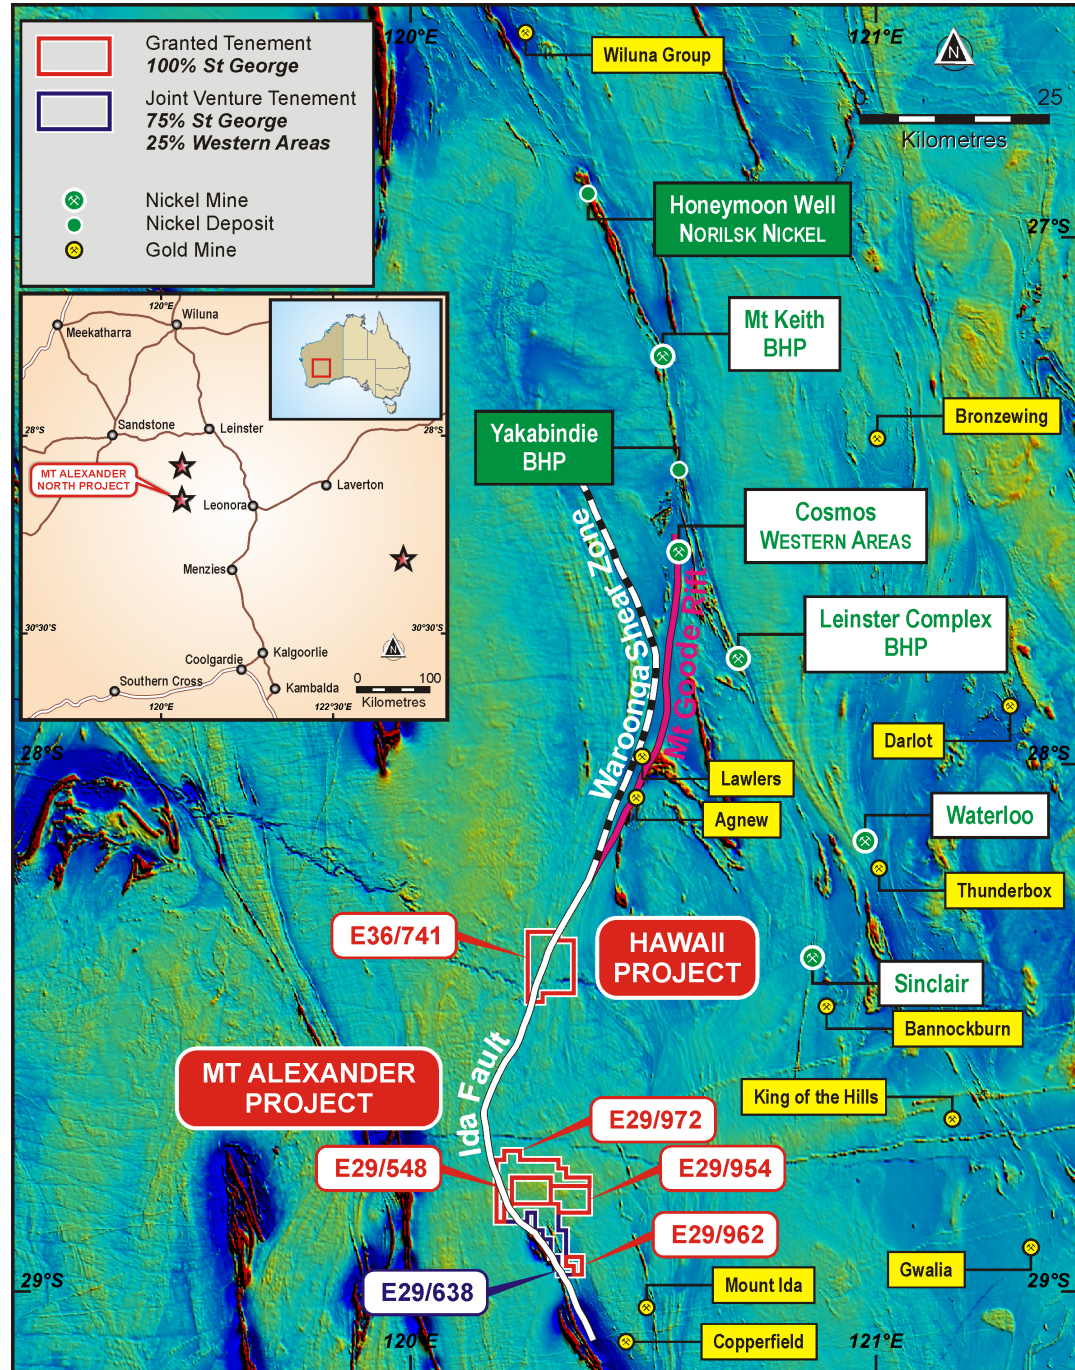 Granted Tenement
100% St George
Joint Venture Tenement
75% St George
25% Western Areas
Nickel Mine
Nickel Deposit
Gold Mine
120°E
121°E
Wiluna Group
N
0 25
Kilometres
Honeymoon Well
NORILSK NICKEL
27°S
Mt Keith
BHP
Bronzewing
Yakabindie
BHP
Cosmos
WESTERN AREAS
Leinster Complex
BHP
Waroonga Shear Zone
Mt Goode Rift
Darlot
28°S
28°S
Lawlers
Agnew
Waterloo
Thunderbox
120°E
Wiluna
Meekatharra
Sandstone
Leinster
28°S
28°S
MT ALEXANDER
NORTH PROJECT
Laverton
Leonora
Menzies
30°30'S
30°30'S
N
Coolgardie
Kalgoorlie
Southern Cross
Kambalda
0 100
Kilometres
120°E
122°30'E
E36/741
HAWAII
PROJECT
Sinclair
Bannockburn
Ida Fault
MT ALEXANDER
PROJECT
King of the Hills
E29/972
E29/548
E29/954
E29/962
E29/638
Gwalia
Mount Ida
Copperfield
29°S
29°S
120°E
121°E